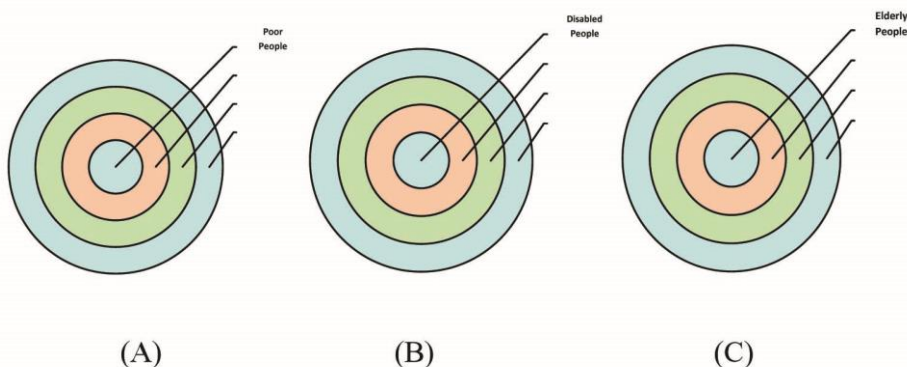 Poor
People
Disabled
People
Elderly
People
(A)
(B)
(C)